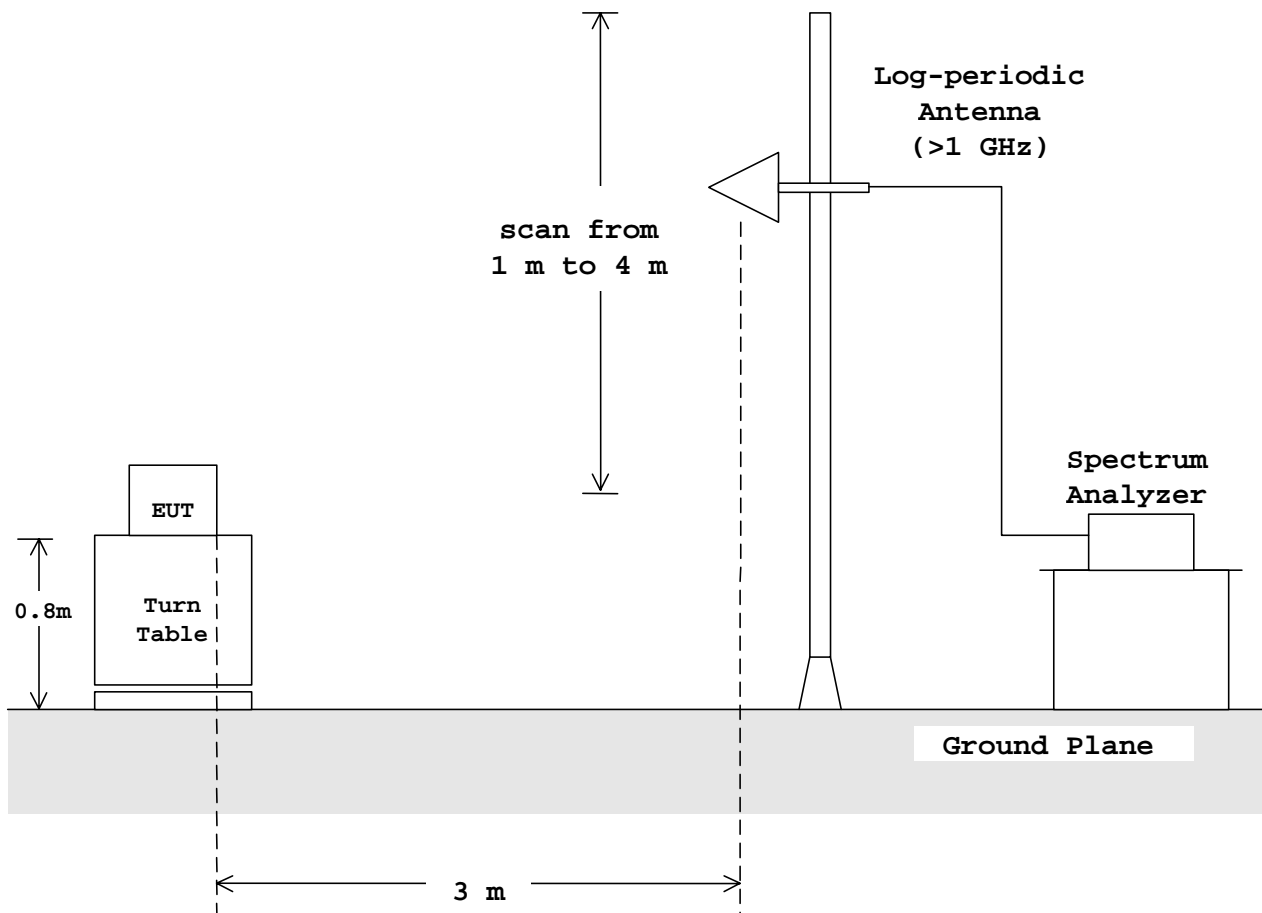 Log-periodic
Antenna
(>1 GHz)
scan from
1 m to 4 m
Spectrum
Analyzer
EUT
0.8m
Turn
Table
Ground Plane
3 m